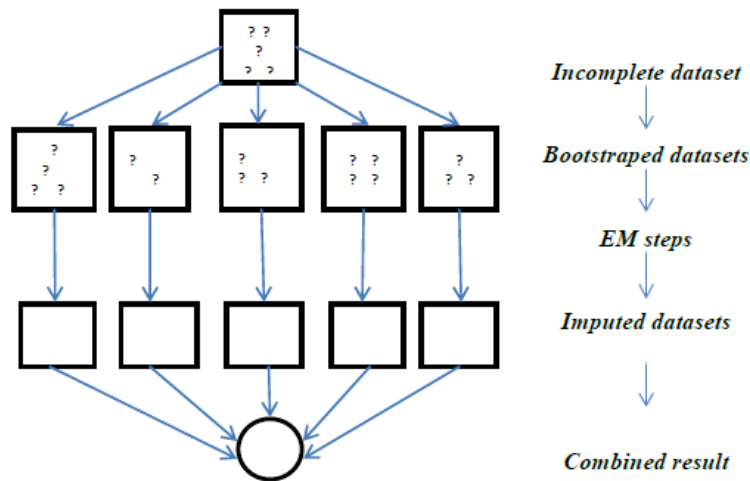 ? ?
?
? ?
Incomplete dataset
?
?
? ?
?
?
?
? ?
? ?
? ?
?
? ?
Bootstraped datasets
EM steps
Imputed datasets
Combined result